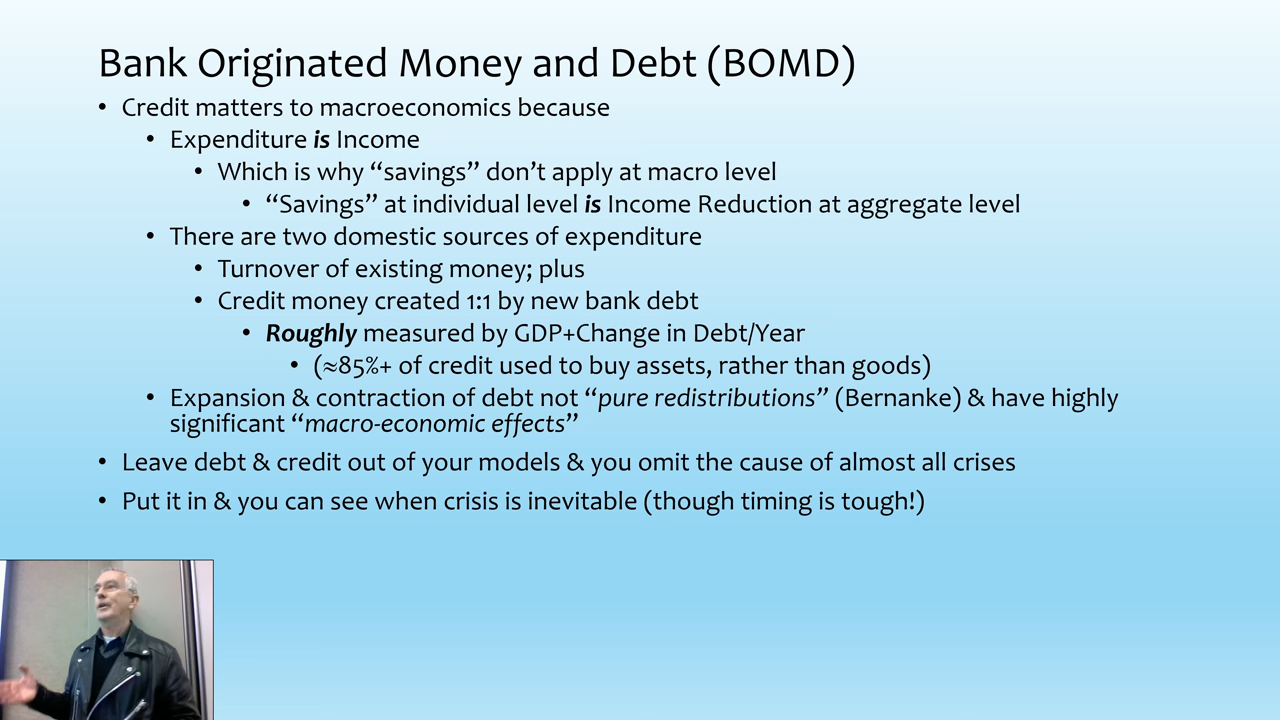 Bank Originated Money and Debt (BOMD)
• Credit matters to macroeconomics because
• Expenditure is Income
• Which is why “savings” don’t apply at macro level
• “Savings” at individual level is Income Reduction at aggregate level
• There are two domestic sources of expenditure
• Turnover of existing money; plus
• Credit money created 1:1 by new bank debt
• Roughly measured by GDP+Change in Debt/Year
• (≈85%+ of credit used to buy assets, rather than goods)
• Expansion & contraction of debt not “pure redistributions” (Bernanke) & have highly
significant “macro-economic effects”
• Leave debt & credit out of your models & you omit the cause of almost all crises
• Put it in & you can see when crisis is inevitable (though timing is tough!)